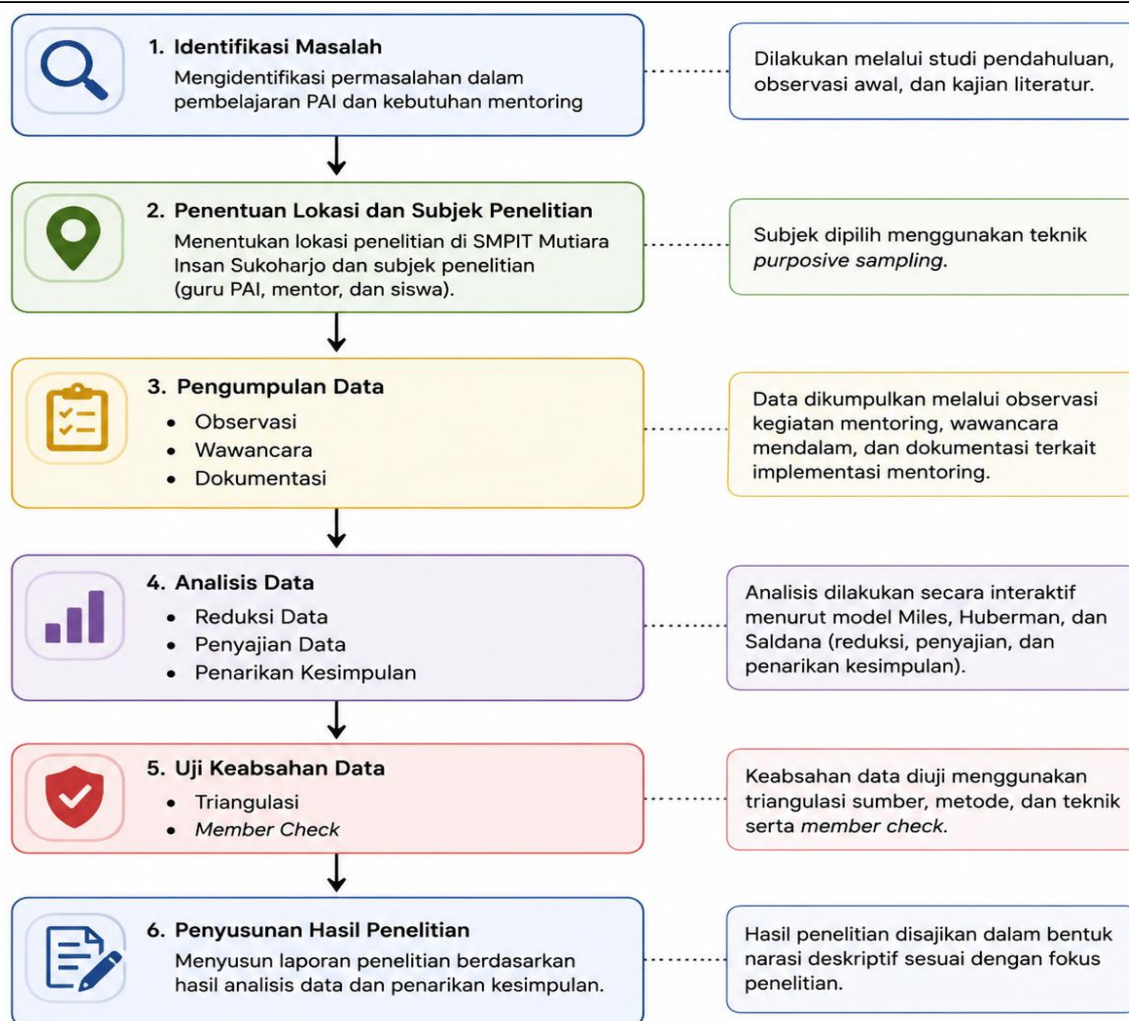 1. Identifikasi Masalah
Mengidentifikasi permasalahan dalam
pembelajaran PAI dan kebutuhan mentoring
Dilakukan melalui studi pendahuluan,
observasi awal, dan kajian literatur.
2. Penentuan Lokasi dan Subjek Penelitian
Menentukan lokasi penelitian di SMPIT Mutiara
Insan Sukoharjo dan subjek penelitian
(guru PAI, mentor, dan siswa).
Subjek dipilih menggunakan teknik
purposive sampling.
3. Pengumpulan Data
• Observasi
• Wawancara
• Dokumentasi
Data dikumpulkan melalui observasi
kegiatan mentoring, wawancara
mendalam, dan dokumentasi terkait
implementasi mentoring.
4. Analisis Data
• Reduksi Data
• Penyajian Data
• Penarikan Kesimpulan
Analisis dilakukan secara interaktif
menurut model Miles, Huberman, dan
Saldana (reduksi, penyajian, dan
penarikan kesimpulan).
5. Uji Keabsahan Data
• Triangulasi
• Member Check
Keabsahan data diuji menggunakan
triangulasi sumber, metode, dan teknik
serta member check.
6. Penyusunan Hasil Penelitian
Menyusun laporan penelitian berdasarkan
hasil analisis data dan penarikan kesimpulan.
Hasil penelitian disajikan dalam bentuk
narasi deskriptif sesuai dengan fokus
penelitian.